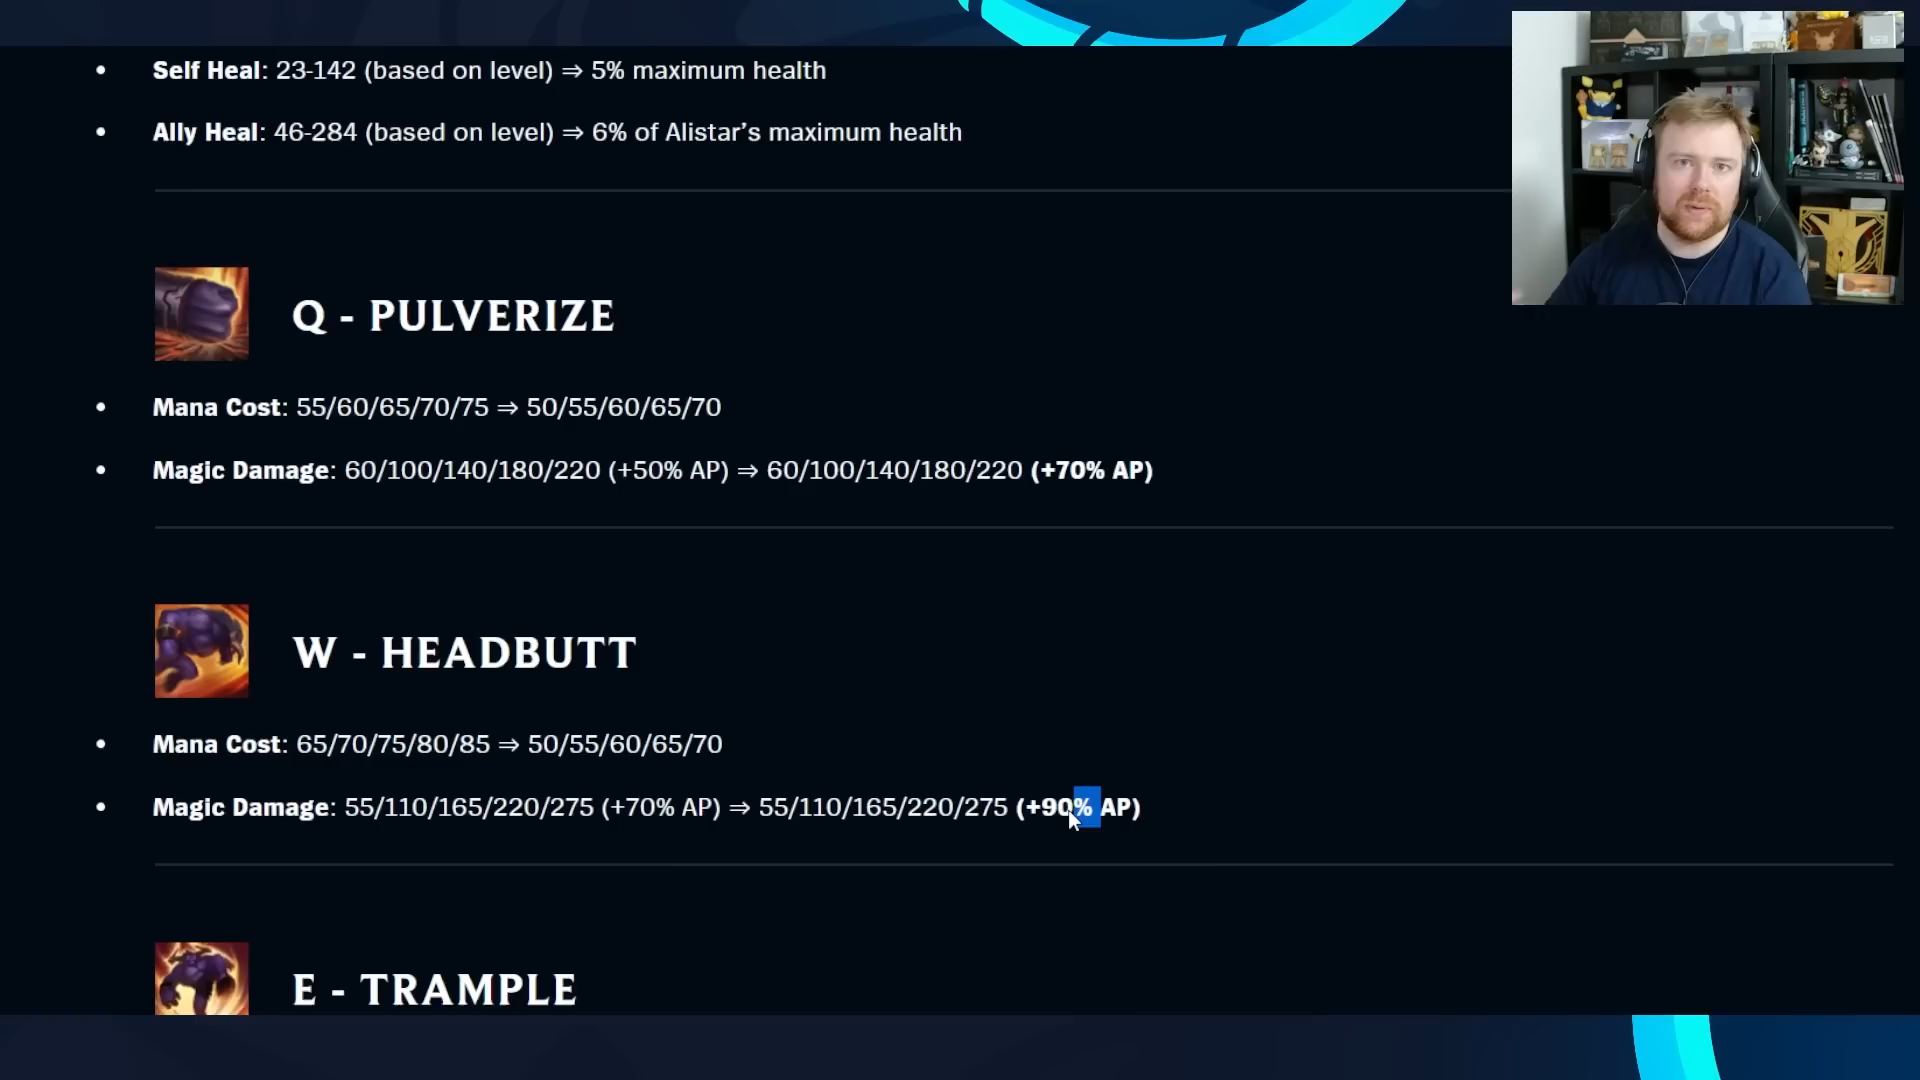 • Self Heal: 23-142 (based on level) ⇒ 5% maximum health
• Ally Heal: 46-284 (based on level) ⇒ 6% of Alistar’s maximum health
Q - PULVERIZE
• Mana Cost: 55/60/65/70/75 ⇒ 50/55/60/65/70
• Magic Damage: 60/100/140/180/220 (+50% AP) ⇒ 60/100/140/180/220 (+70% AP)
W - HEADBUTT
• Mana Cost: 65/70/75/80/85 ⇒ 50/55/60/65/70
• Magic Damage: 55/110/165/220/275 (+70% AP) ⇒ 55/110/165/220/275 (+90% AP)
E - TRAMPLE